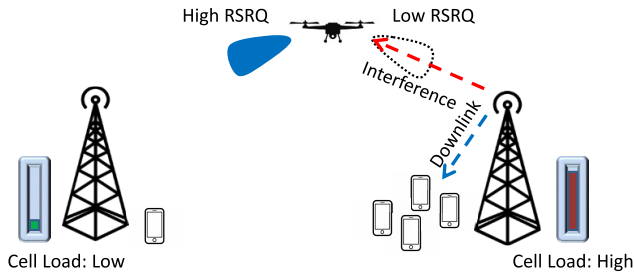 High RSRQ
Low RSRQ
Interference
Downlink
Cell Load: Low
Cell Load: High